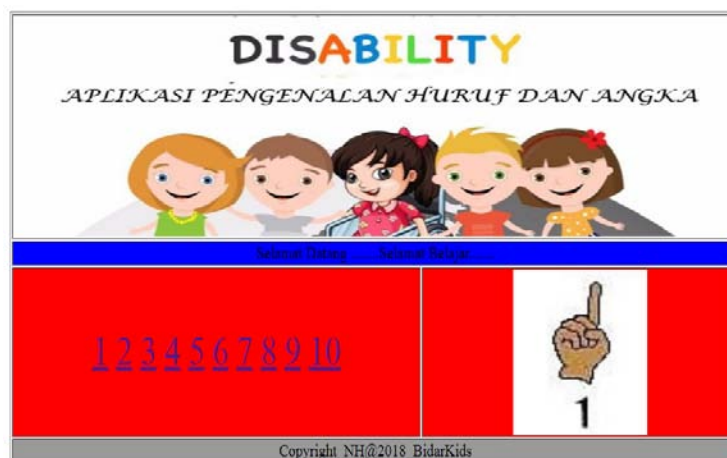 DISABILITY
APLIKASI PENGENALAN HURUF DAN ANGKA
Selamat Datang ........Selamat Belajar.......
1 2 3 4 5 6 7 8 9 10
1
Copyright NH@2018 BidarKids